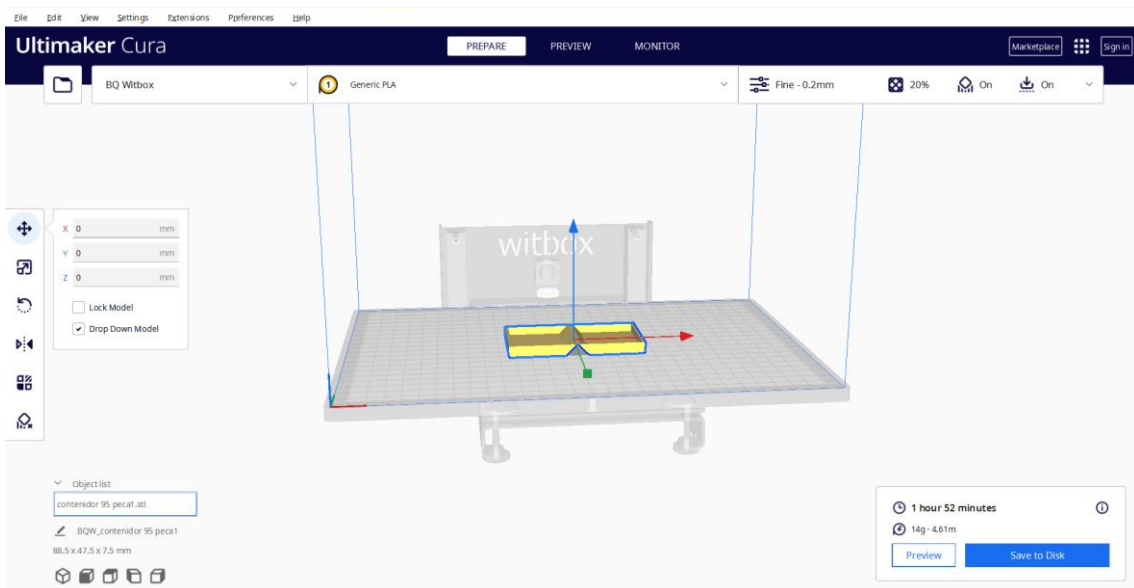 File Edit View Settings Extensions Preferences Help
Ultimaker Cura PREPARE PREVIEW MONITOR Marketplace Sign in
BQ Witbox 1 Generic PLA Fine - 0.2mm 20% On On
X 0 mm
Y 0 mm
Z 0 mm
Lock Model
Drop Down Model
witbox
Object list
contenidor 95 peca1.stl
BQW_contenidor 95 peca1
88.5 x 47.5 x 7.5 mm
1 hour 52 minutes
14g · 4.61m
Preview Save to Disk